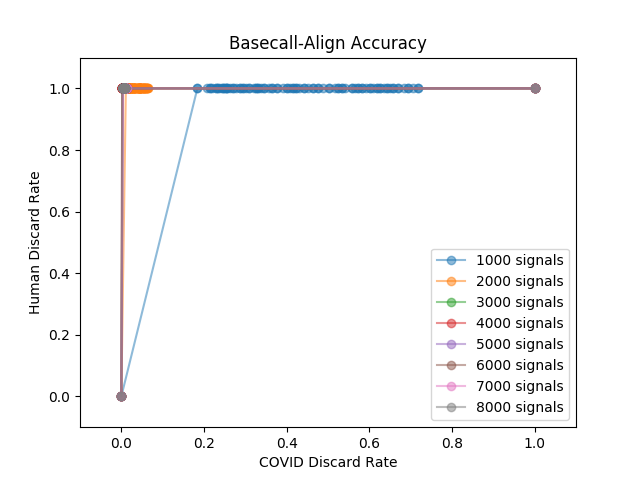 Basecall-Align Accuracy
Human Discard Rate
1.0
0.8
0.6
0.4
0.2
0.0
1000 signals
2000 signals
3000 signals
4000 signals
5000 signals
6000 signals
7000 signals
8000 signals
0.0 0.2 0.4 0.6 0.8 1.0
COVID Discard Rate